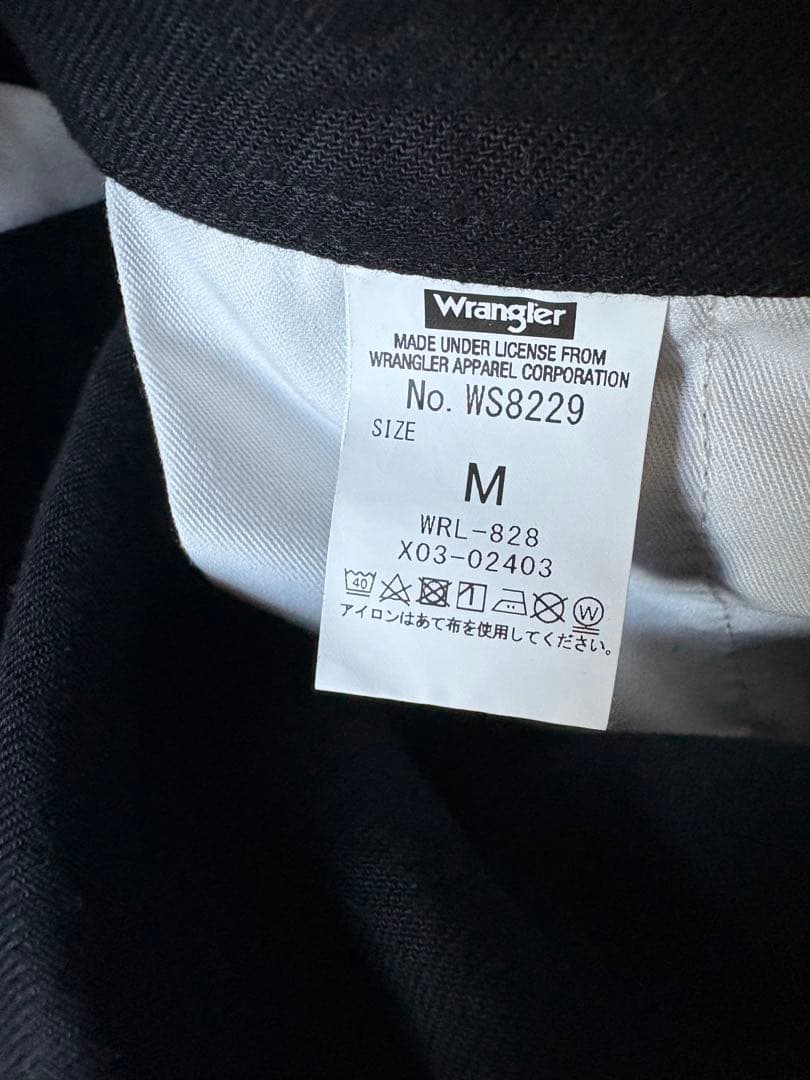 Wrangler
MADE UNDER LICENSE FROM
WRANGLER APPAREL CORPORATION
No. WS8229
SIZE
M
WRL-828
X03-02403
40 W
アイロンはあて布を使用してください。